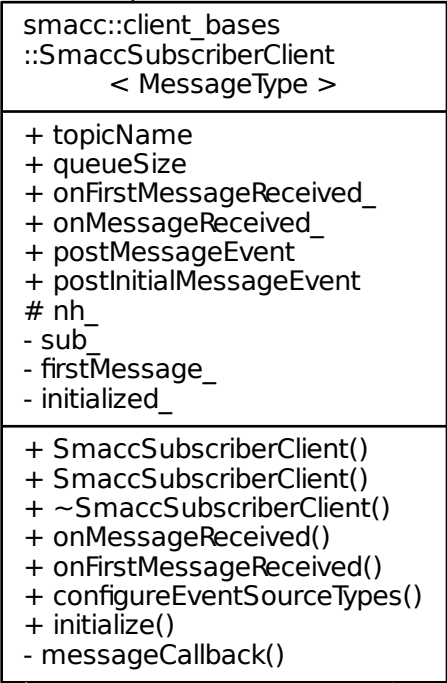 smacc::client_bases
::SmaccSubscriberClient
< MessageType >
+ topicName
+ queueSize
+ onFirstMessageReceived_
+ onMessageReceived_
+ postMessageEvent
+ postInitialMessageEvent
# nh_
- sub_
- firstMessage_
- initialized_
+ SmaccSubscriberClient()
+ SmaccSubscriberClient()
+ ~SmaccSubscriberClient()
+ onMessageReceived()
+ onFirstMessageReceived()
+ configureEventSourceTypes()
+ initialize()
- messageCallback()